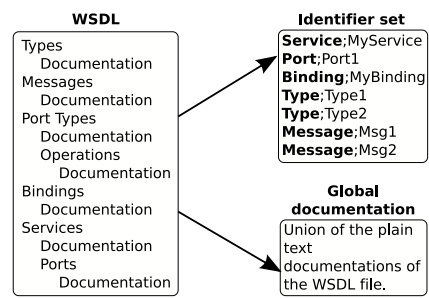 WSDL
Types
Documentation
Messages
Documentation
Port Types
Documentation
Operations
Documentation
Bindings
Documentation
Services
Documentation
Ports
Documentation
Identifier set
Service;MyService
Port;Port1
Binding;MyBinding
Type;Type1
Type;Type2
Message;Msg1
Message;Msg2
Global
documentation
Union of the plain
text
documentations of
the WSDL file.